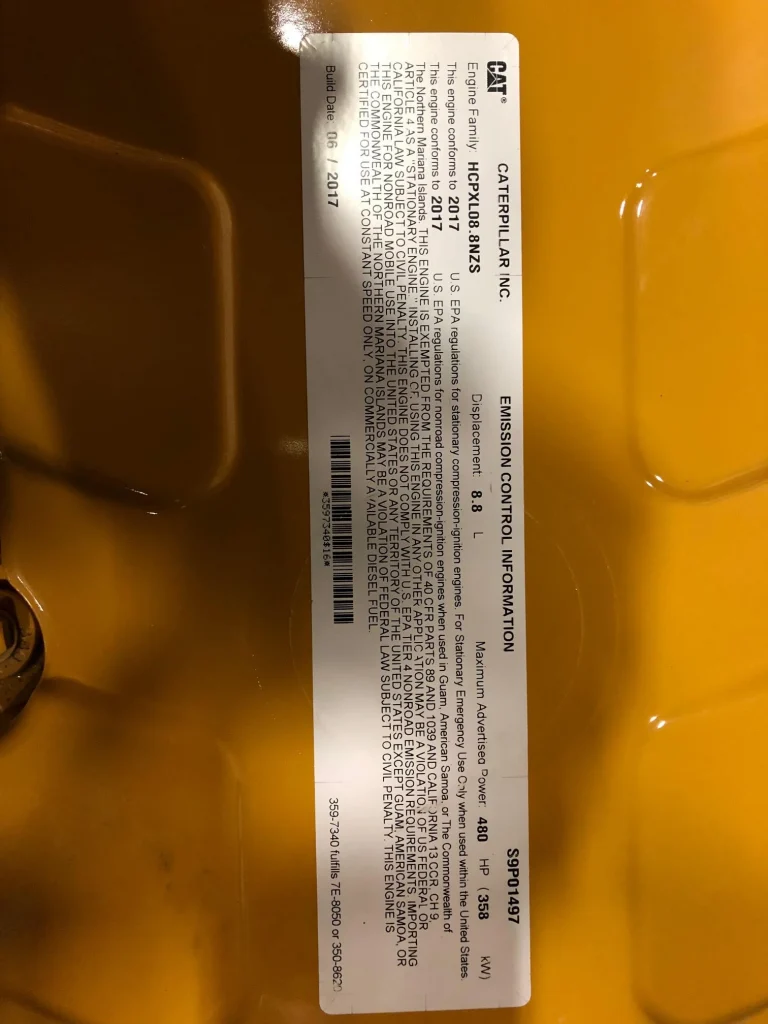 CAT® CATERPILLAR INC. EMISSION CONTROL INFORMATION S9P01497
Engine Family: HCPXL08.8NZS Displacement: 8.8 L Maximum Advertised Power: 480 HP (358 kW)
This engine conforms to 2017 U.S. EPA regulations for stationary compression-ignition engines. For Stationary Emergency Use Only when used within the United States.
This engine conforms to 2017 U.S. EPA regulations for nonroad compression-ignition engines when used in Guam, American Samoa, or The Commonwealth of
The Northern Mariana Islands. THIS ENGINE IS EXEMPTED FROM THE REQUIREMENTS OF 40 CFR PARTS 89 AND 1039 AND CALIFORNIA 13 CCR, CH 9,
ARTICLE 4 AS A "STATIONARY ENGINE." INSTALLING OR USING THIS ENGINE IN ANY OTHER APPLICATION MAY BE A VIOLATION OF US FEDERAL OR
CALIFORNIA LAW SUBJECT TO CIVIL PENALTY. THIS ENGINE DOES NOT COMPLY WITH U.S. EPA TIER 4 NONROAD EMISSION REQUIREMENTS. IMPORTING
THIS ENGINE FOR NONROAD MOBILE USE INTO THE UNITED STATES OR ANY TERRITORY OF THE UNITED STATES EXCEPT GUAM, AMERICAN SAMOA, OR
THE COMMONWEALTH OF THE NORTHERN MARIANA ISLANDS MAY BE A VIOLATION OF FEDERAL LAW SUBJECT TO CIVIL PENALTY. THIS ENGINE IS
CERTIFIED FOR USE AT CONSTANT SPEED ONLY, ON COMMERCIALLY AVAILABLE DIESEL FUEL.
Build Date: 06 / 2017 359-7340 fulfills 7E-8050 or 350-8620
*3597340$16*